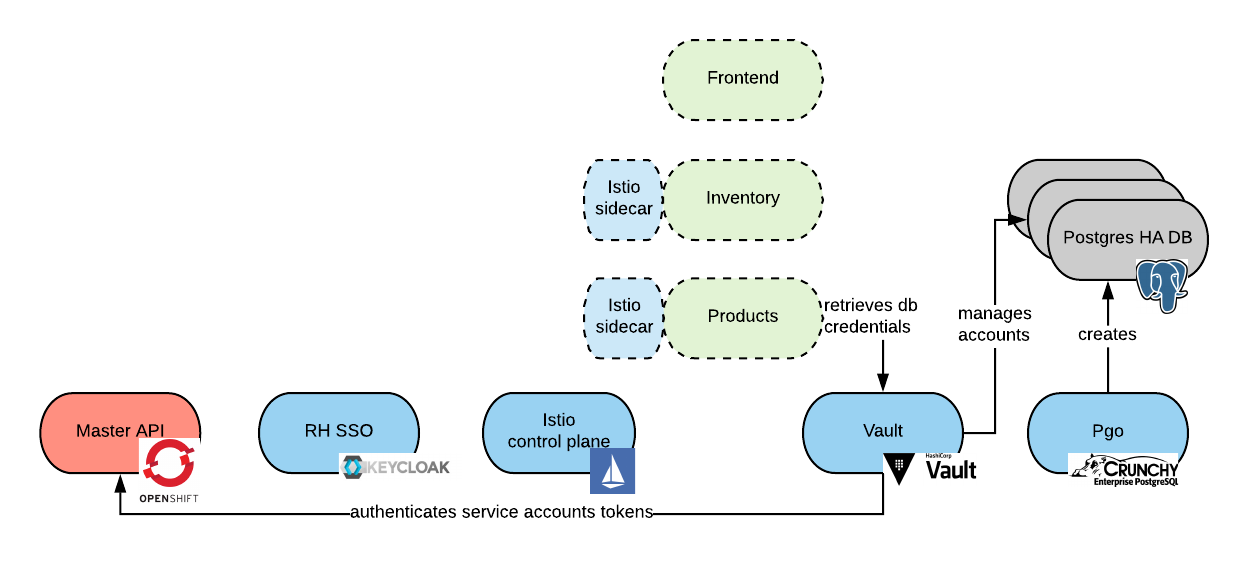 Frontend
Istio
sidecar
Inventory
Postgres HA DB
Istio
sidecar
Products
retrieves db
credentials
manages
accounts
creates
Master API
OPENSHIFT
RH SSO
KEYCLOAK
Istio
control plane
Vault
HashiCorp
Vault
Pgo
CRUNCHY
Enterprise PostgreSQL
authenticates service accounts tokens